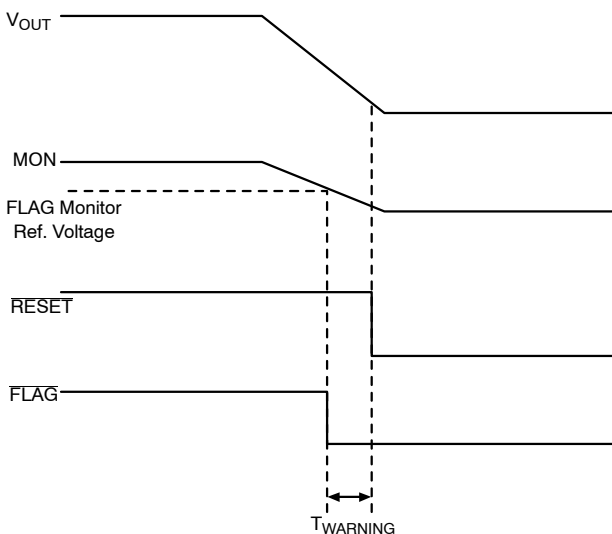 VOUT
MON
FLAG Monitor
Ref. Voltage
RESET
FLAG
TWARNING